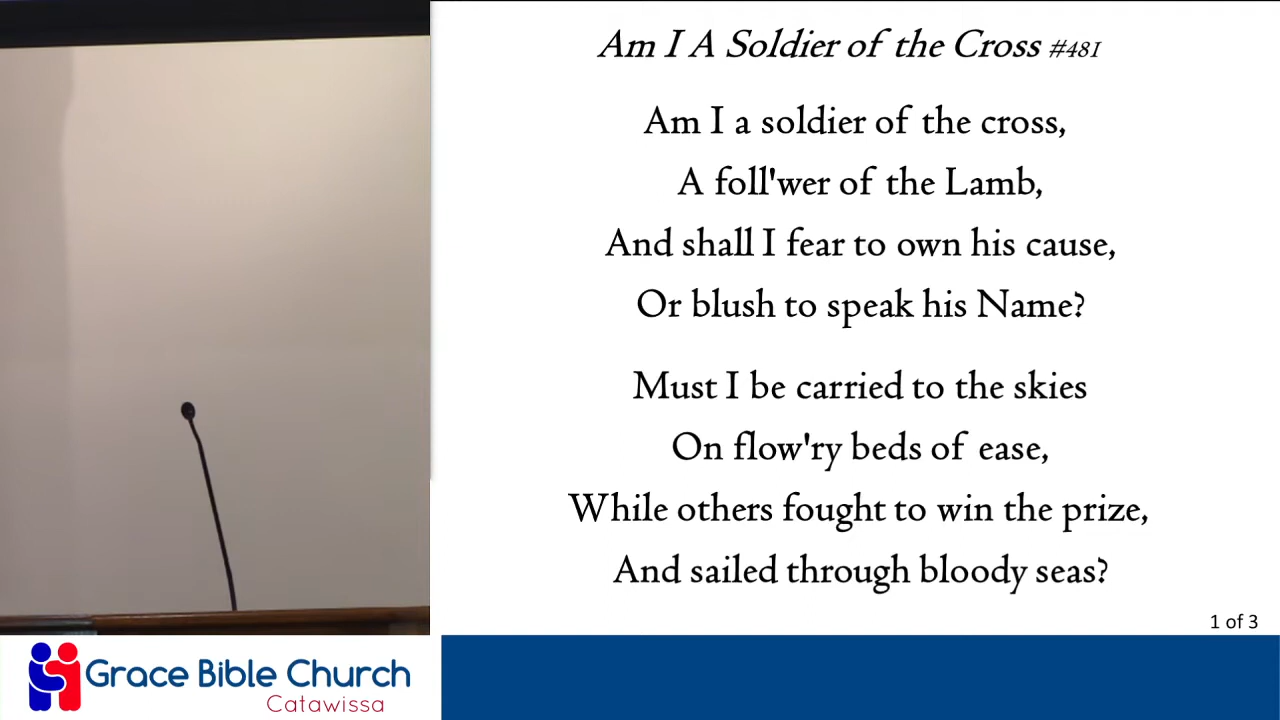 Am I A Soldier of the Cross #481
Am I a soldier of the cross,
A foll'wer of the Lamb,
And shall I fear to own his cause,
Or blush to speak his Name?
Must I be carried to the skies
On flow'ry beds of ease,
While others fought to win the prize,
And sailed through bloody seas?
1 of 3
Grace Bible Church
Catawissa